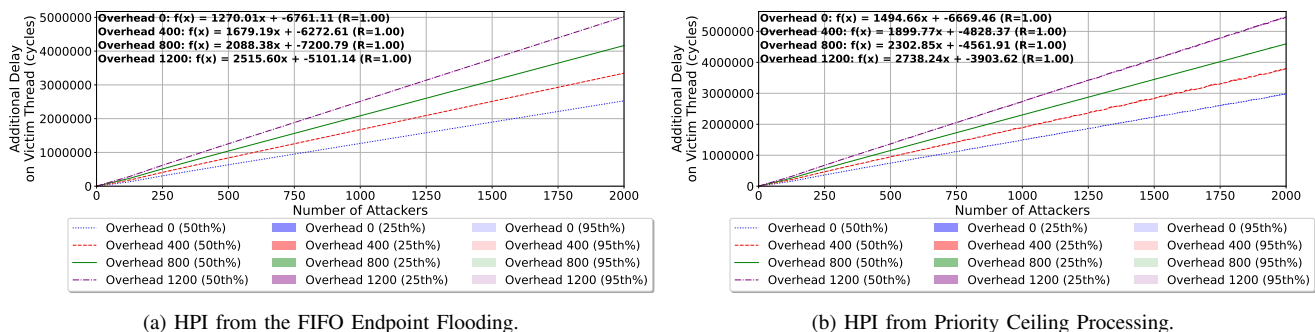 Overhead 0: f(x) = 1270.01x + -6761.11 (R=1.00)
Overhead 400: f(x) = 1679.19x + -6272.61 (R=1.00)
Overhead 800: f(x) = 2088.38x + -7200.79 (R=1.00)
Overhead 1200: f(x) = 2515.60x + -5101.14 (R=1.00)
Additional Delay
on Victim Thread (cycles)
5000000
4000000
3000000
2000000
1000000
0
0 250 500 750 1000 1250 1500 1750 2000
Number of Attackers
Overhead 0 (50th%) Overhead 0 (25th%) Overhead 0 (95th%)
Overhead 400 (50th%) Overhead 400 (25th%) Overhead 400 (95th%)
Overhead 800 (50th%) Overhead 800 (25th%) Overhead 800 (95th%)
Overhead 1200 (50th%) Overhead 1200 (25th%) Overhead 1200 (95th%)
(a) HPI from the FIFO Endpoint Flooding.
Overhead 0: f(x) = 1494.66x + -6669.46 (R=1.00)
Overhead 400: f(x) = 1899.77x + -4828.37 (R=1.00)
Overhead 800: f(x) = 2302.85x + -4561.91 (R=1.00)
Overhead 1200: f(x) = 2738.24x + -3903.62 (R=1.00)
Additional Delay
on Victim Thread (cycles)
5000000
4000000
3000000
2000000
1000000
0
0 250 500 750 1000 1250 1500 1750 2000
Number of Attackers
Overhead 0 (50th%) Overhead 0 (25th%) Overhead 0 (95th%)
Overhead 400 (50th%) Overhead 400 (25th%) Overhead 400 (95th%)
Overhead 800 (50th%) Overhead 800 (25th%) Overhead 800 (95th%)
Overhead 1200 (50th%) Overhead 1200 (25th%) Overhead 1200 (95th%)
(b) HPI from Priority Ceiling Processing.